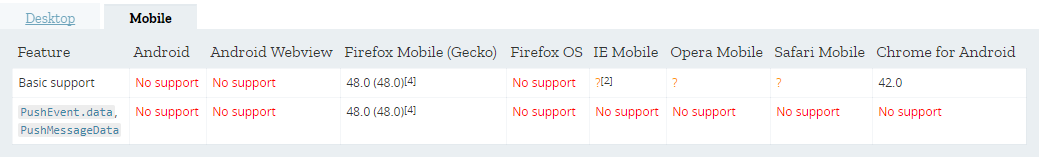 Desktop Mobile
Feature Android Android Webview Firefox Mobile (Gecko) Firefox OS IE Mobile Opera Mobile Safari Mobile Chrome for Android
Basic support No support No support 48.0 (48.0)[4] No support ?[2] ? ? 42.0
PushEvent.data, No support No support 48.0 (48.0)[4] No support No support No support No support No support
PushMessageData